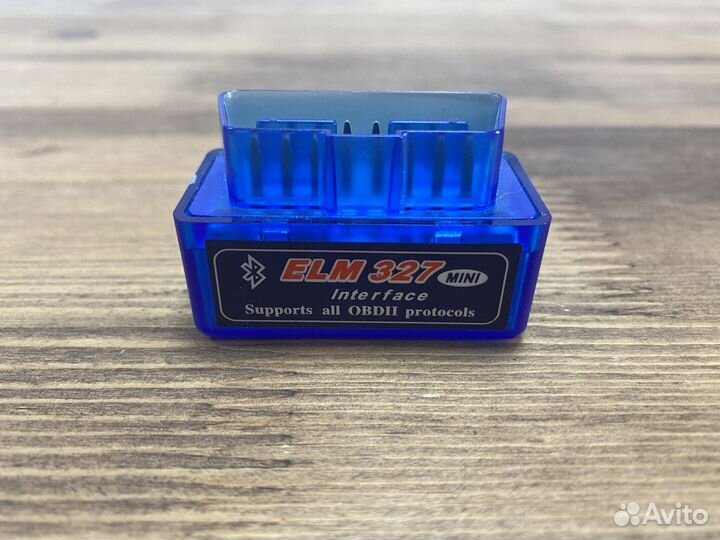 ELM 327 MINI
Interface
Supports all OBDII protocols
Avito